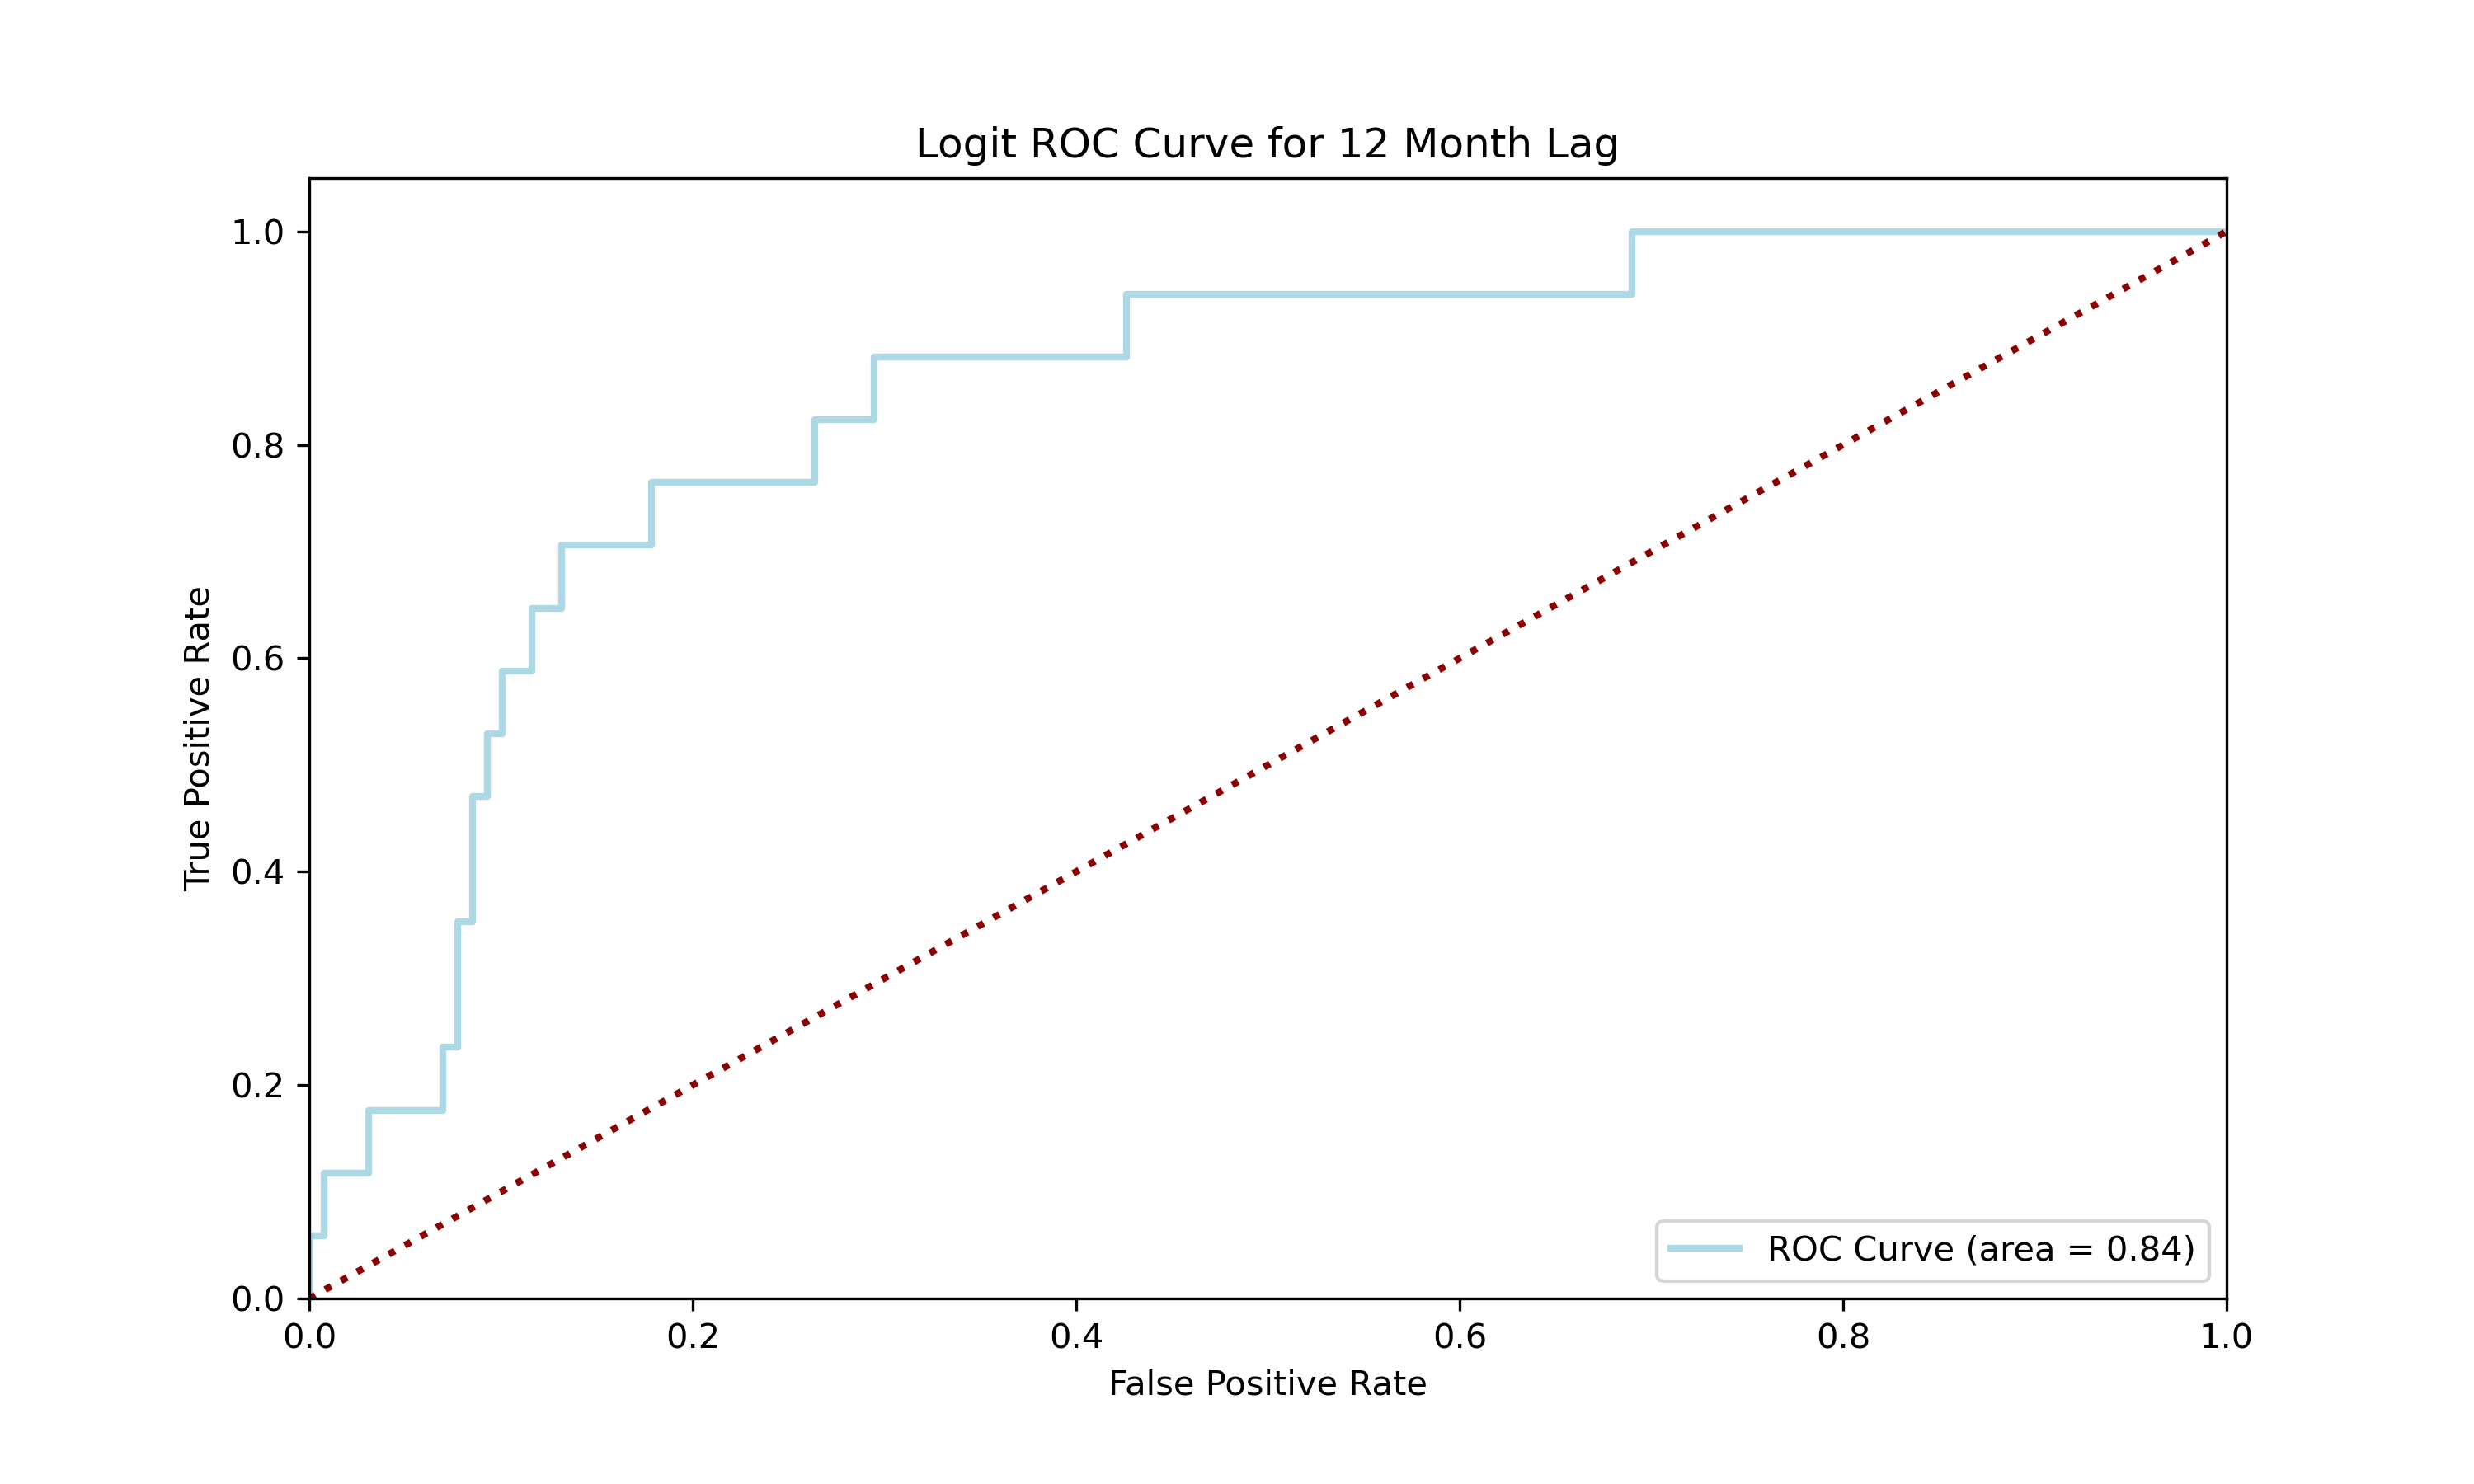 Logit ROC Curve for 12 Month Lag
True Positive Rate
1.0
0.8
0.6
0.4
0.2
0.0
ROC Curve (area = 0.84)
0.0 0.2 0.4 0.6 0.8 1.0
False Positive Rate